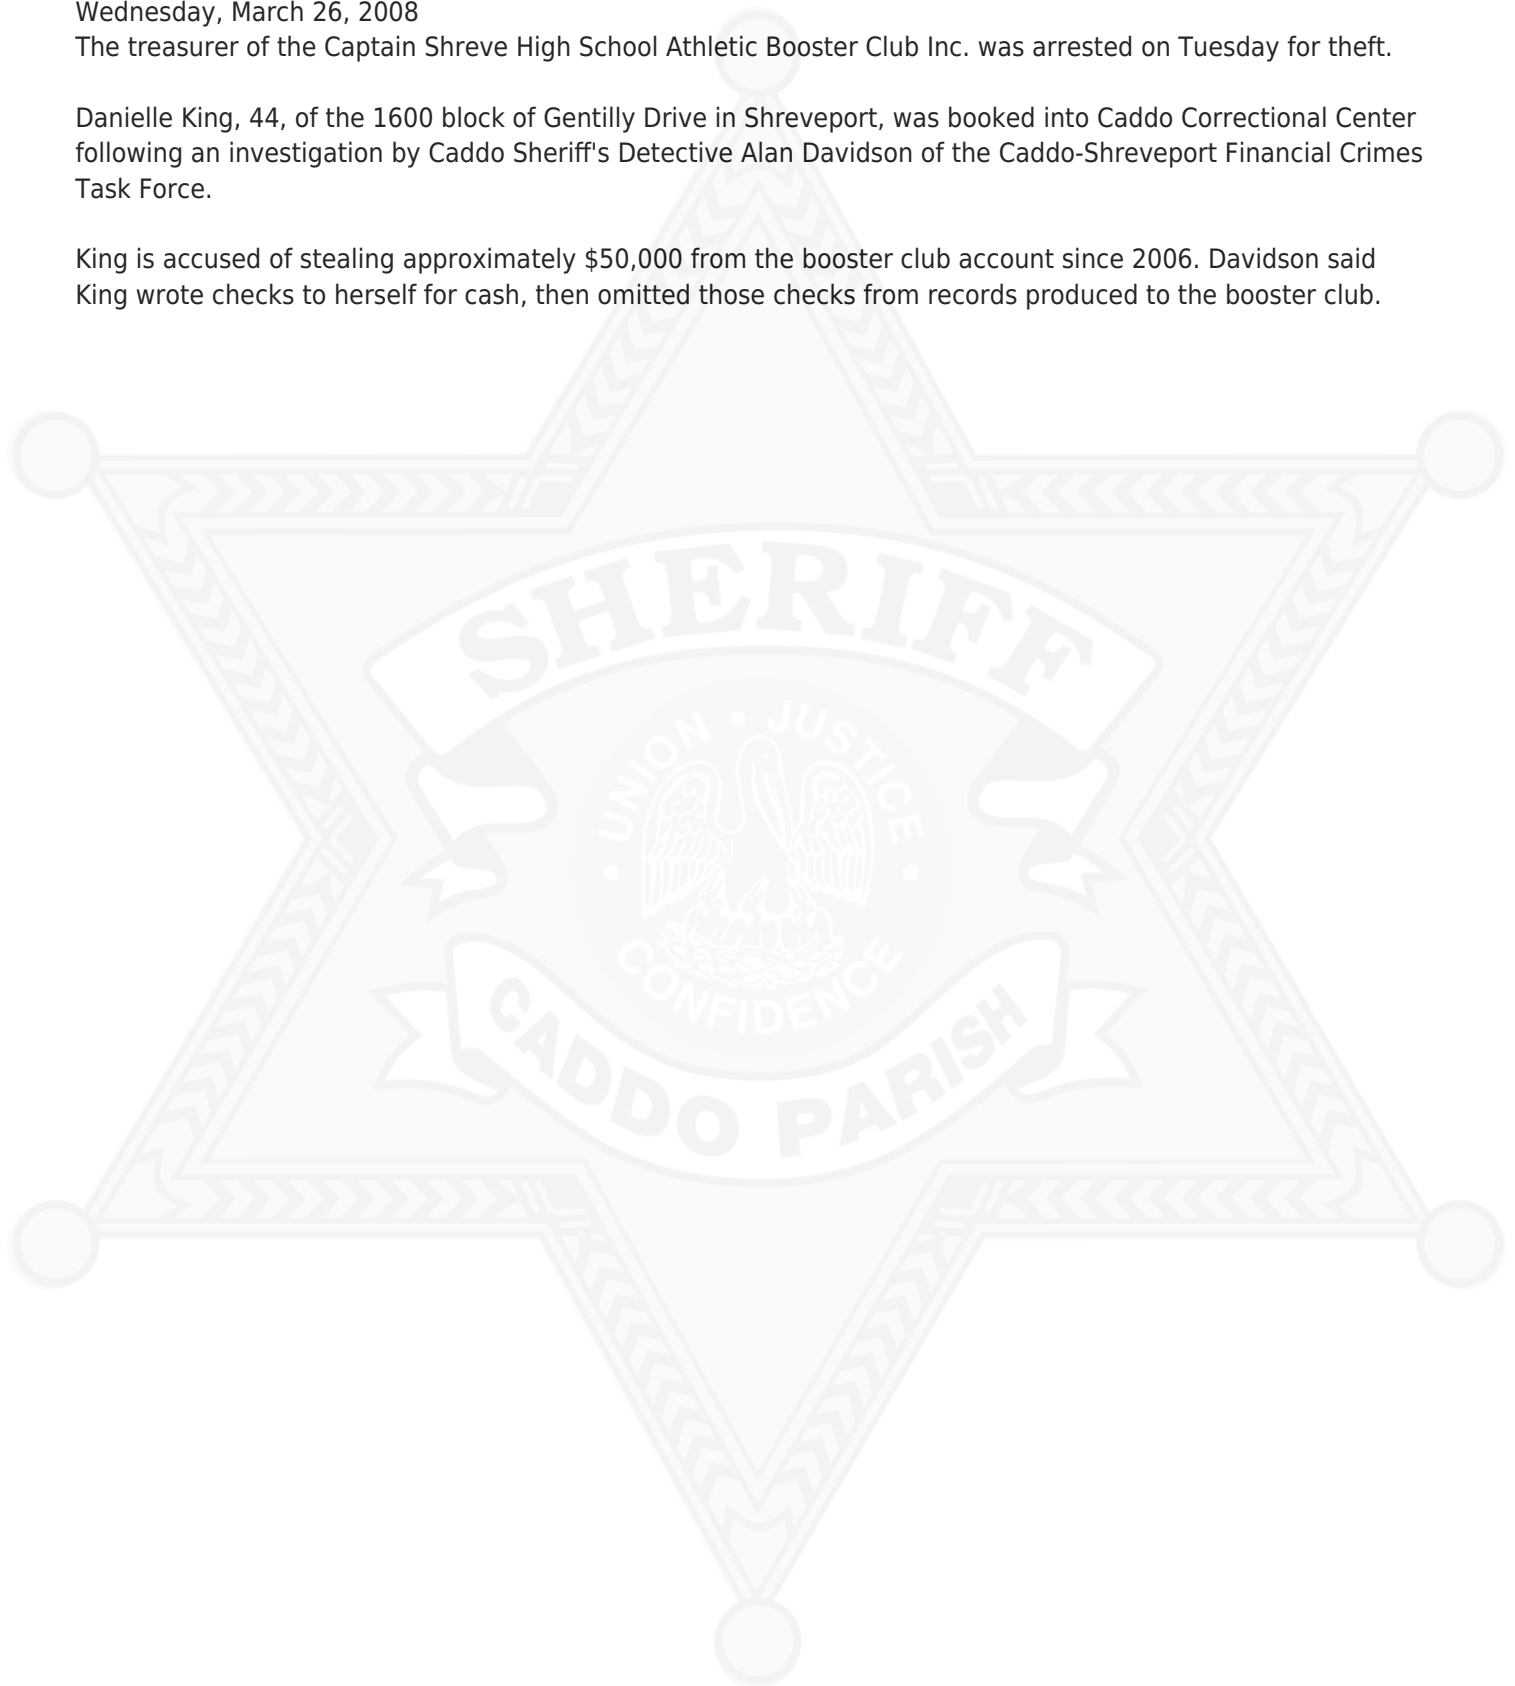 Wednesday, March 26, 2008
The treasurer of the Captain Shreve High School Athletic Booster Club Inc. was arrested on Tuesday for theft.
Danielle King, 44, of the 1600 block of Gentilly Drive in Shreveport, was booked into Caddo Correctional Center
following an investigation by Caddo Sheriff's Detective Alan Davidson of the Caddo-Shreveport Financial Crimes
Task Force.
King is accused of stealing approximately $50,000 from the booster club account since 2006. Davidson said
King wrote checks to herself for cash, then omitted those checks from records produced to the booster club.
SHERIFF
UNION • JUSTICE
• CONFIDENCE •
CADDO PARISH